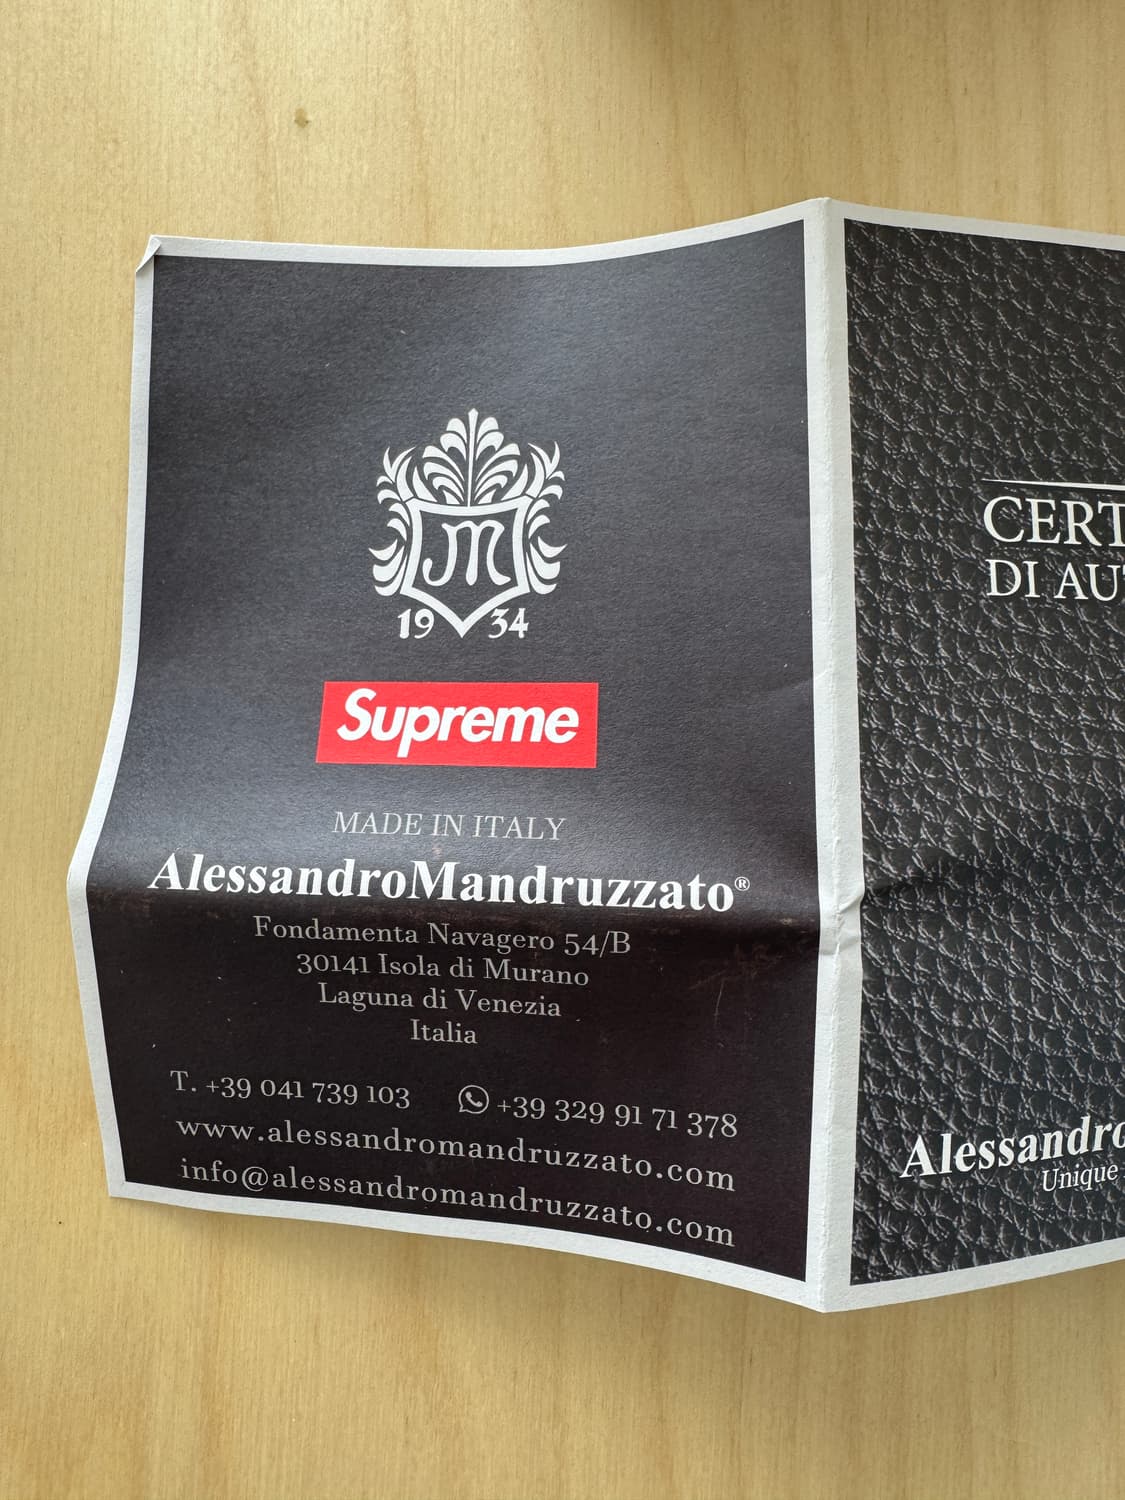 M
19 34
Supreme
MADE IN ITALY
AlessandroMandruzzato®
Fondamenta Navagero 54/B
30141 Isola di Murano
Laguna di Venezia
Italia
T. +39 041 739 103 +39 329 91 71 378
www.alessandromandruzzato.com
info@alessandromandruzzato.com
CERT
DI AUT
Alessandro
Unique